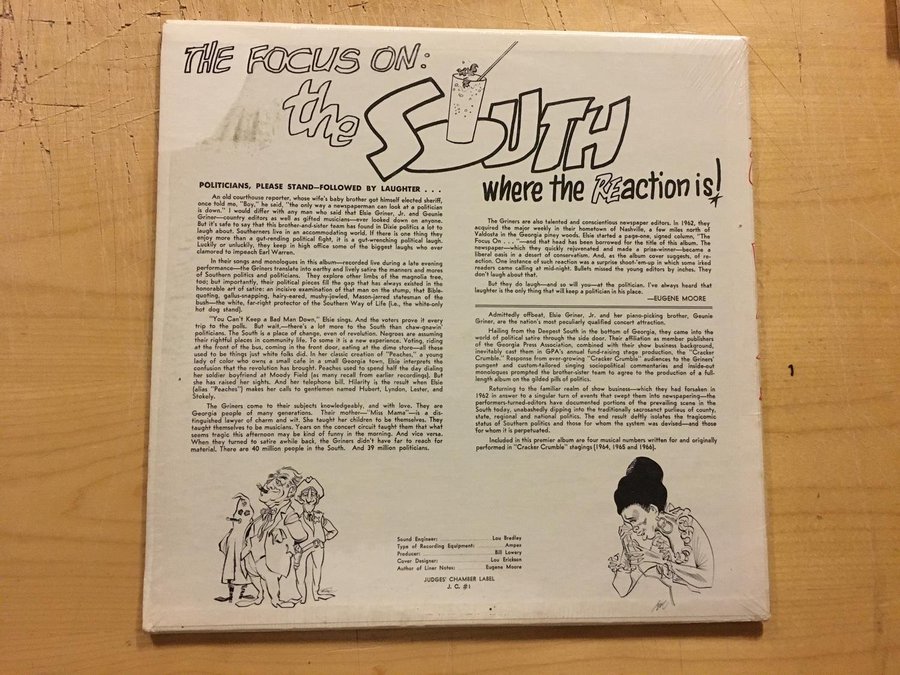 THE FOCUS ON:
the SOUTH
where the REaction is!
POLITICIANS, PLEASE STAND—FOLLOWED BY LAUGHTER . . .
An old courthouse reporter, whose wife's baby brother got himself elected sheriff,
once told me, "Boy," he said, "the only way a newspaperman can look at a politician
is down." I would differ with any man who said that Elsie Griner, Jr. and Geunie
Griner—country editors as well as gifted musicians—ever looked down on anyone.
But it's safe to say that this brother-and-sister team has found in Dixie politics a lot to
laugh about. Southerners live in an accommodating world. If there is one thing they
enjoy more than a gut-rending political fight, it is a gut-wrenching political laugh.
Luckily or unluckily, they keep in high office some of the biggest laughs who ever
clamored to impeach Earl Warren.
In their songs and monologues in this album—recorded live during a late evening
performance—the Griners translate into earthy and lively satire the manners and mores
of Southern politics and politicians. They explore other limbs of the magnolia tree,
too; but importantly, their political pieces fill the gap that has always existed in the
honorable art of satire: an incisive examination of that man on the stump, that Bible-
quoting, gallus-snapping, hairy-eared, mushy-jowled, Mason-jarred statesman of the
bush—the white, far-right protector of the Southern Way of Life (i.e., the white-only
hot dog stand).
"You Can't Keep a Bad Man Down," Elsie sings. And the voters prove it every
trip to the polls. But wait—there's a lot more to the South than chaw-gnawin'
politicians. The South is a place of change, even of revolution. Negroes are assuming
their rightful places in community life. To some it is a new experience. Voting, riding
at the front of the bus, coming in the front door, eating at the dime store—all those
used to be things just white folks did. In her classic creation of "Peaches," a young
lady of color who owns a small cafe in a small Georgia town, Elsie interprets the
confusion that the revolution has brought. Peaches used to spend half the day dialing
her soldier boyfriend at Moody Field (as many recall from earlier recordings). But
she has raised her sights. And her telephone bill. Hilarity is the result when Elsie
alias "Peaches") makes her calls to gentlemen named Hubert, Lyndon, Lester, and
Stokely.
The Griners come to their subjects knowledgeably, and with love. They are
Georgia people of many generations. Their mother—"Miss Mama"—is a dis-
tinguished lawyer of charm and wit. She taught her children to be themselves. They
taught themselves to be musicians. Years on the concert circuit taught them that what
seems tragic this afternoon may be kind of funny in the morning. And vice versa.
When they turned to satire awhile back, the Griners didn't have far to reach for
material. There are 40 million people in the South. And 39 million politicians.
The Griners are also talented and conscientious newspaper editors. In 1962, they
acquired the major weekly in their hometown of Nashville, a few miles north of
Valdosta in the Georgia piney woods. Elsie started a page-one, signed column, "The
Focus On . . ."—and that head has been borrowed for the title of this album. The
newspaper—which they quickly rejuvenated and made a prize-winner—became a
liberal oasis in a desert of conservatism. And, as the album cover suggests, of re-
action. One instance of such reaction was a surprise shoot-'em-up in which some irked
readers came calling at mid-night. Bullets missed the young editors by inches. They
don't laugh about that.
But they do laugh—and so will you—at the politician. I've always heard that
laughter is the only thing that will keep a politician in his place.
—EUGENE MOORE
Admittedly offbeat, Elsie Griner, Jr. and her piano-picking brother, Geunie
Griner, are the nation's most peculiarly qualified concert attraction.
Hailing from the Despest South in the bottom of Georgia, they came into the
world of political satire through the side door. Their affiliation as member publishers
of the Georgia Press Association, combined with their show business background,
inevitably cast them in GPA's annual fund-raising stage production, the "Cracker
Crumble." Response from ever-growing "Cracker Crumble" audiences to the Griners'
pungent and custom-tailored singing sociopolitical commentaries and inside-out
monologues prompted the brother-sister team to agree to the production of a full-
length album on the gilded pols of politics.
Returning to the familiar realm of show business—which they had forsaken in
1962 in answer to a singular turn of events that swept them into newspapering—the
performers-turned-editors have documented portions of the prevailing scene in the
South today, unabashedly dipping into the traditionally sacrosanct purlieus of county,
state, regional and national politics. The end result deftly isolates the tragicomic
status of Southern politics and those for whom the system was devised—and those
for whom it is perpetuated.
Included in this premier album are four musical numbers written for and originally
performed in "Cracker Crumble" stagings (1964, 1965 and 1966).
Sound Engineer: Lou Bradley
Type of Recording Equipment: Ampex
Producer: Bill Lowery
Cover Designer: Lou Erickson
Author of Liner Notes: Eugene Moore
JUDGES' CHAMBER LABEL
J. C. #1